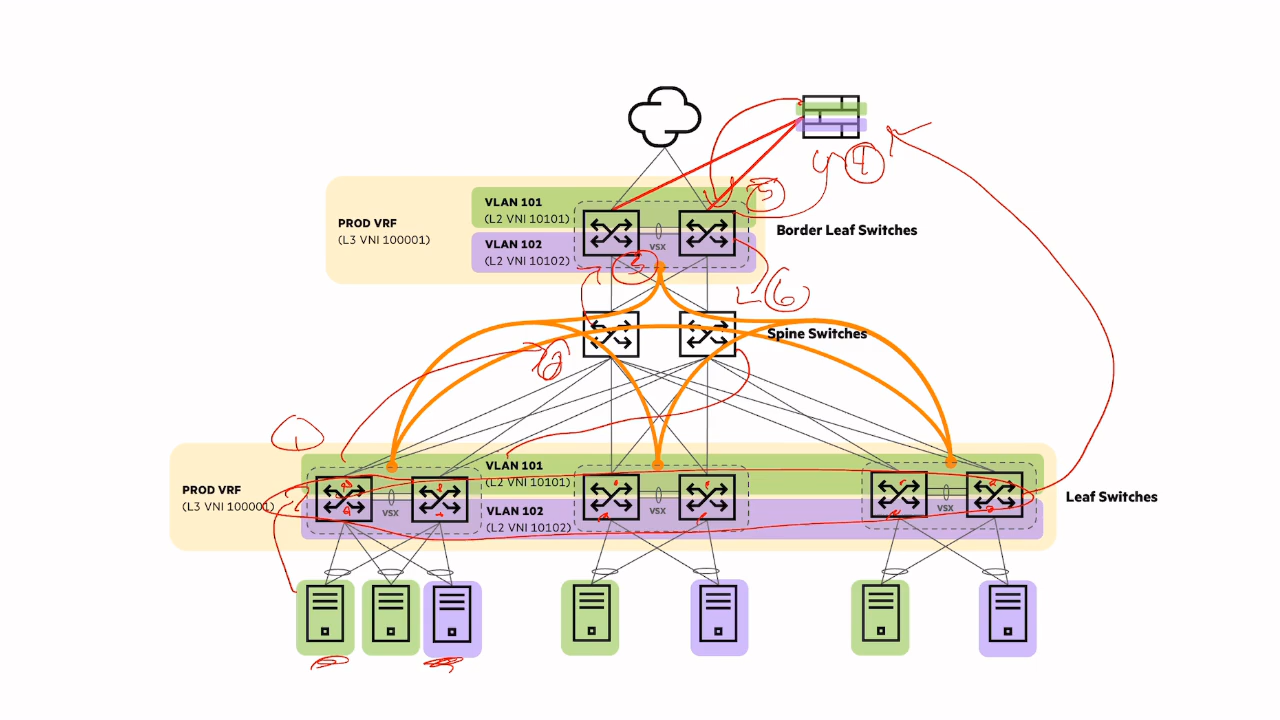 4
VLAN 101
(L2 VNI 10101)
5
PROD VRF
(L3 VNI 100001)
Border Leaf Switches
VLAN 102
(L2 VNI 10102)
VSX
3
6
Spine Switches
2
1
VLAN 101
(L2 VNI 10101)
PROD VRF
(L3 VNI 100001)
Leaf Switches
VSX
VSX
VSX
VLAN 102
(L2 VNI 10102)